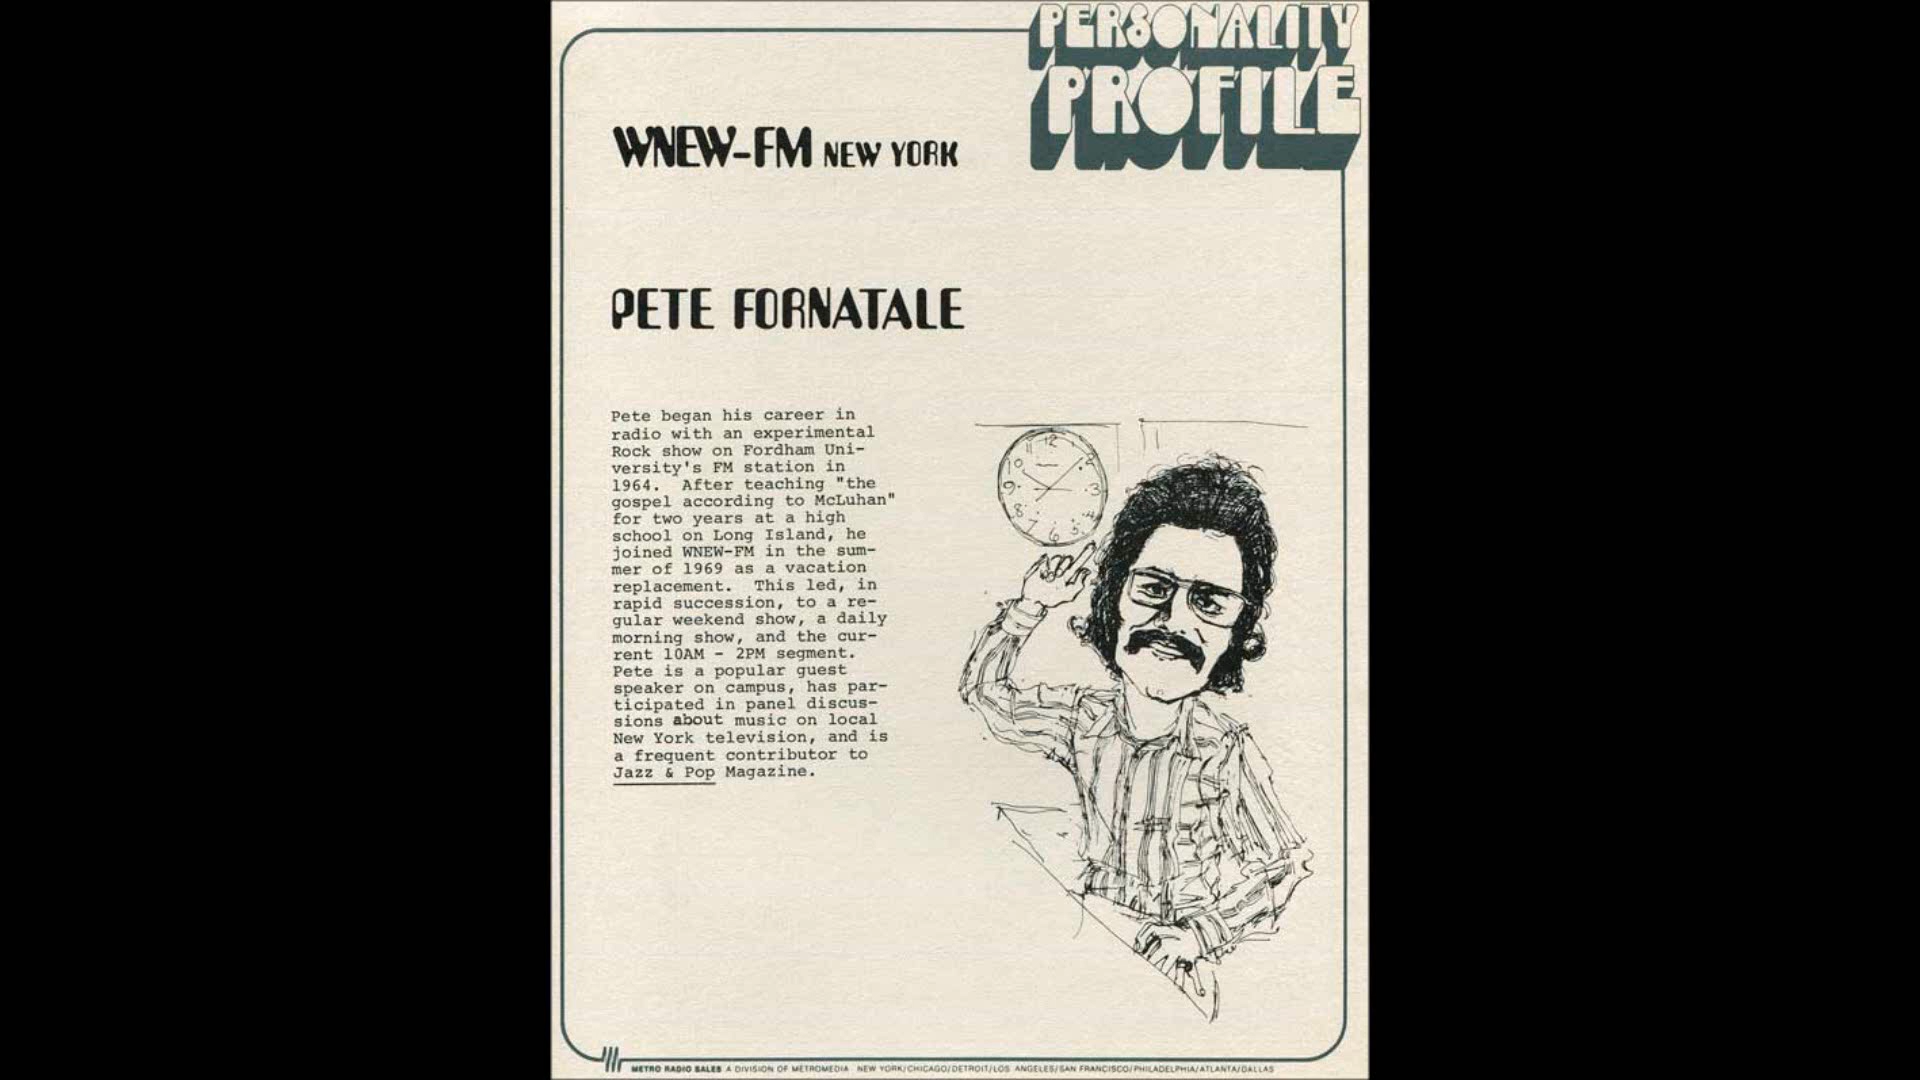 PERSONALITY
PROFILE
WNEW-FM NEW YORK
PETE FORNATALE
Pete began his career in
radio with an experimental
Rock show on Fordham Uni-
versity's FM station in
1964. After teaching "the
gospel according to McLuhan"
for two years at a high
school on Long Island, he
joined WNEW-FM in the sum-
mer of 1969 as a vacation
replacement. This led, in
rapid succession, to a re-
gular weekend show, a daily
morning show, and the cur-
rent 10AM - 2PM segment.
Pete is a popular guest
speaker on campus, has par-
ticipated in panel discus-
sions about music on local
New York television, and is
a frequent contributor to
Jazz & Pop Magazine.
METRO RADIO SALES A DIVISION OF METROMEDIA NEW YORK/CHICAGO/DETROIT/LOS ANGELES/SAN FRANCISCO/PHILADELPHIA/ATLANTA/DALLAS